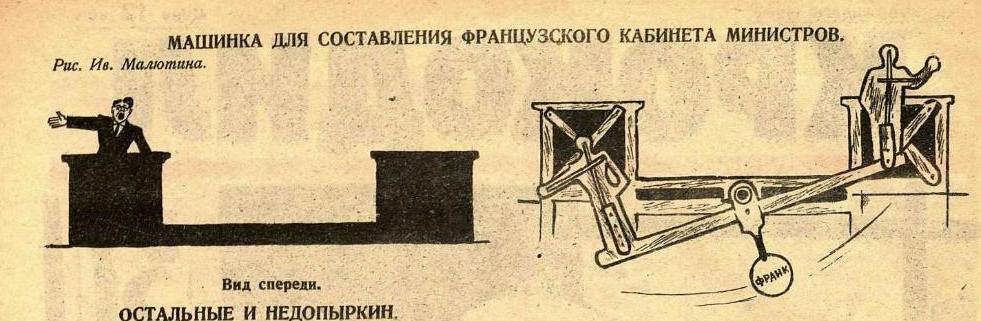 МАШИНКА ДЛЯ СОСТАВЛЕНИЯ ФРАНЦУЗСКОГО КАБИНЕТА МИНИСТРОВ.
Рис. Ив. Малютина.
ФРАНК
Вид спереди.
ОСТАЛЬНЫЕ И НЕДОПЫРКИН.